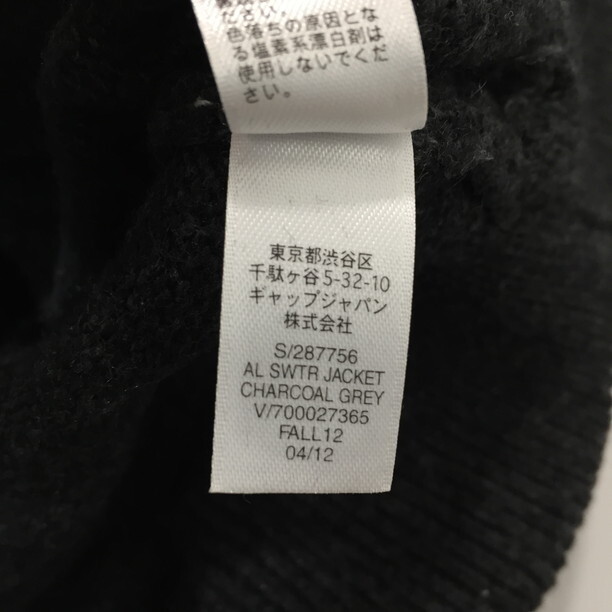 ださい。
色落ちの原因とな
る塩素系漂白剤は
使用しないでくだ
さい。
東京都渋谷区
千駄ヶ谷5-32-10
ギャップジャパン
株式会社
S/287756
AL SWTR JACKET
CHARCOAL GREY
V/700027365
FALL12
04/12